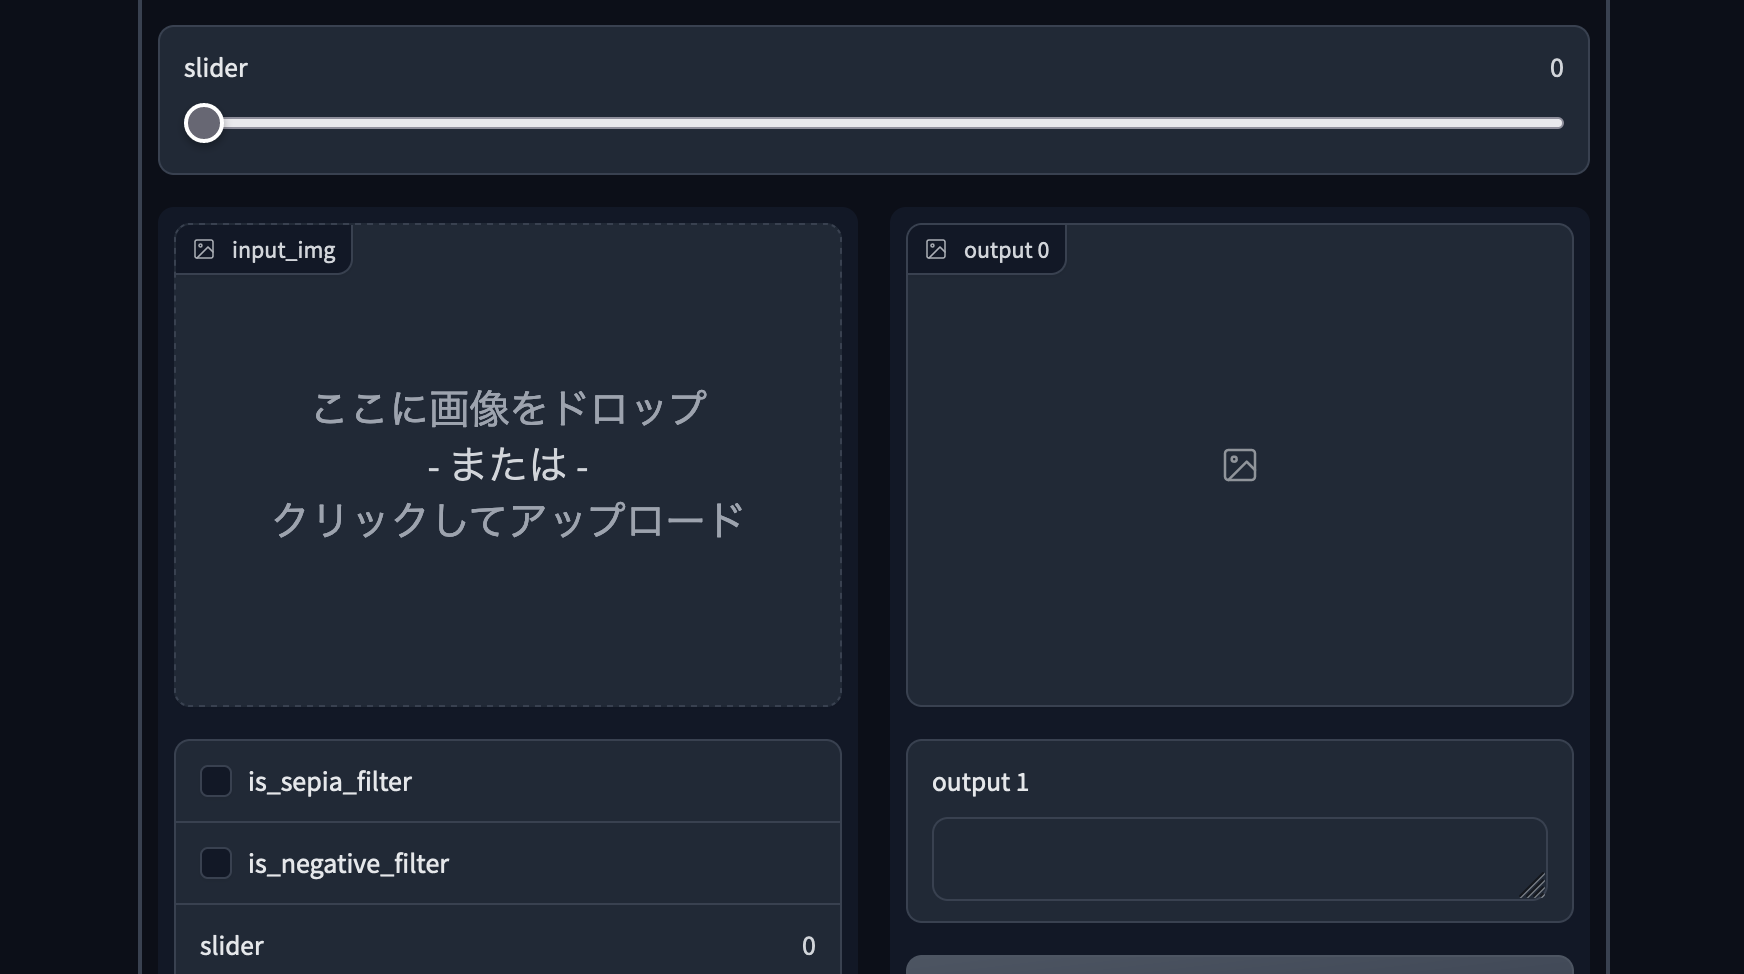 slider
0
input_img
ここに画像をドロップ
- または -
クリックしてアップロード
is_sepia_filter
is_negative_filter
slider
0
output 0
output 1